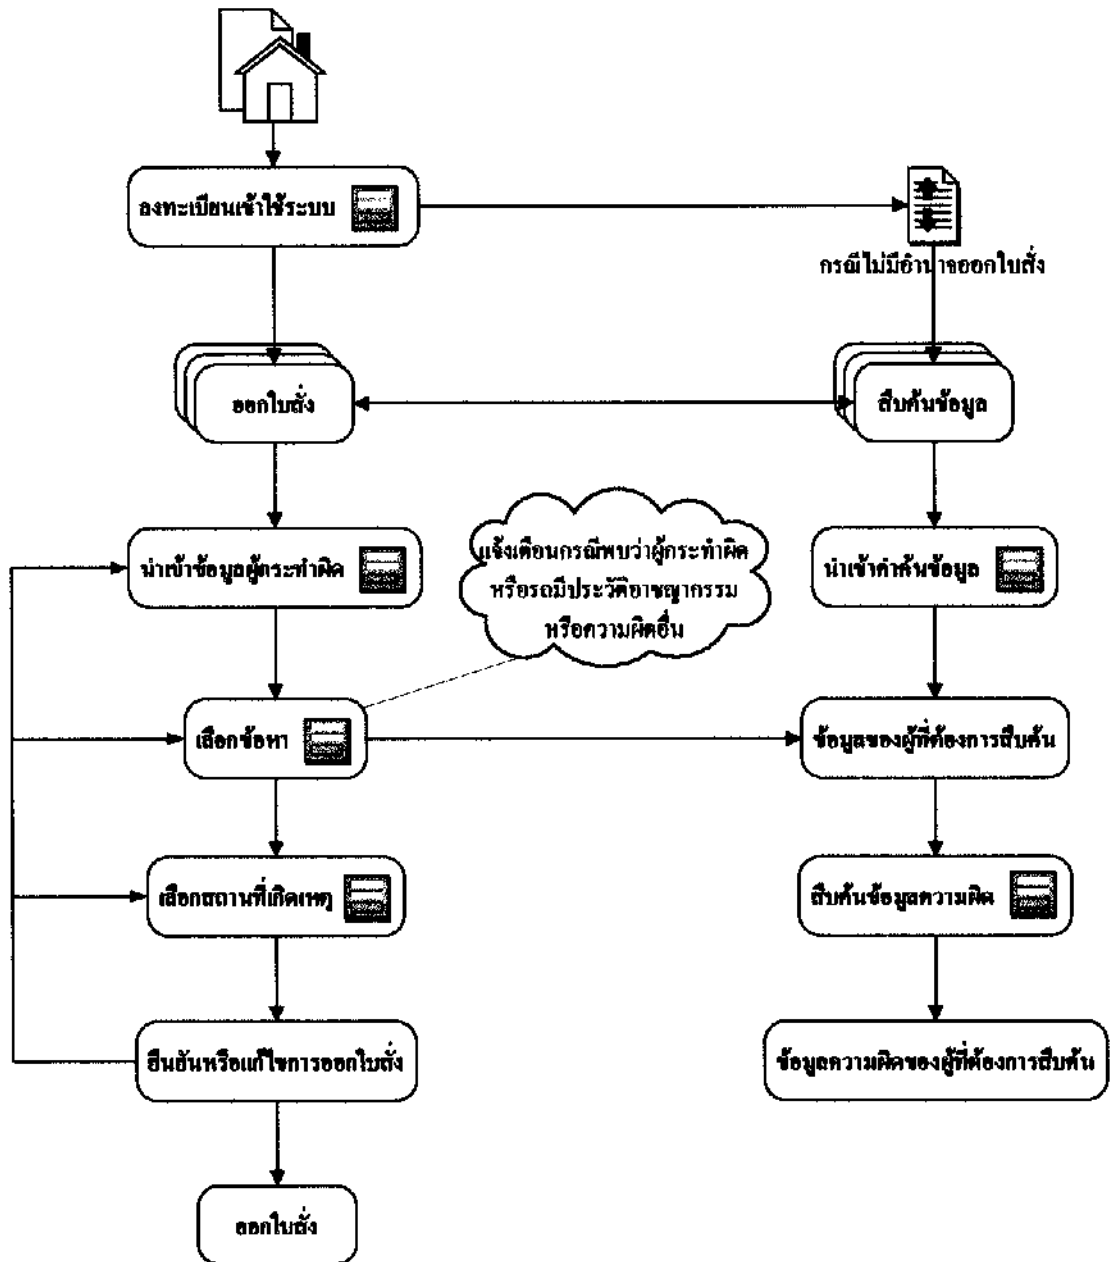 ลงทะเบียนเข้าใช้ระบบ
กรณีไม่มีอำนาจออกใบสั่ง
ออกใบสั่ง
สืบค้นข้อมูล
นำเข้าข้อมูลผู้กระทำผิด
แจ้งเตือนกรณีพบว่าผู้กระทำผิด
หรือรถมีประวัติอาชญากรรม
หรือความผิดอื่น
นำเข้าคำค้นข้อมูล
เลือกข้อหา
ข้อมูลของผู้ที่ต้องการสืบค้น
เลือกสถานที่เกิดเหตุ
สืบค้นข้อมูลความผิด
ยืนยันหรือแก้ไขการออกใบสั่ง
ข้อมูลความผิดของผู้ที่ต้องการสืบค้น
ออกใบสั่ง